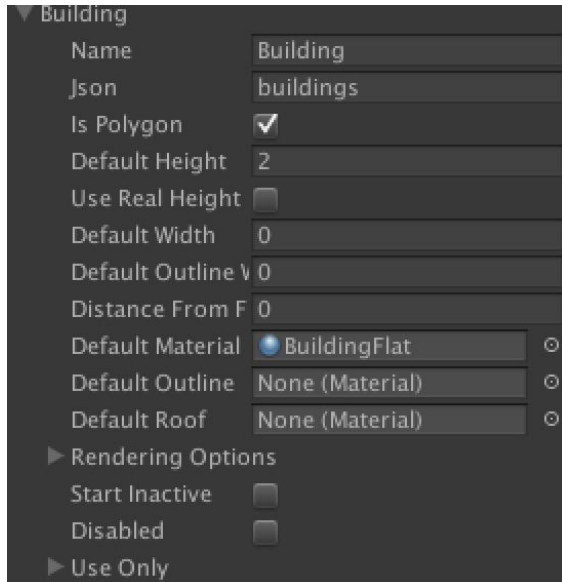 Building
Name Building
Json buildings
Is Polygon
Default Height 2
Use Real Height
Default Width 0
Default Outline W 0
Distance From F 0
Default Material BuildingFlat
Default Outline None (Material)
Default Roof None (Material)
Rendering Options
Start Inactive
Disabled
Use Only